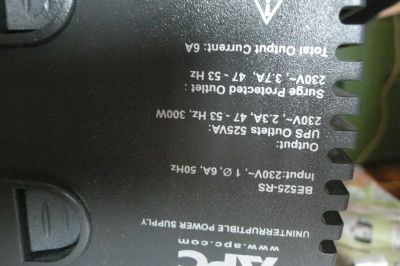 APC
www.apc.com
UNINTERRUPTIBLE POWER SUPPLY
BE525-RS
Input:230V~, 1 Ø, 6A, 50Hz
Output:
UPS Outlets 525VA:
230V~, 2.3A, 47 - 53 Hz, 300W
Surge Protected Outlet :
230V~, 3.7A, 47 - 53 Hz
Total Output Current: 6A